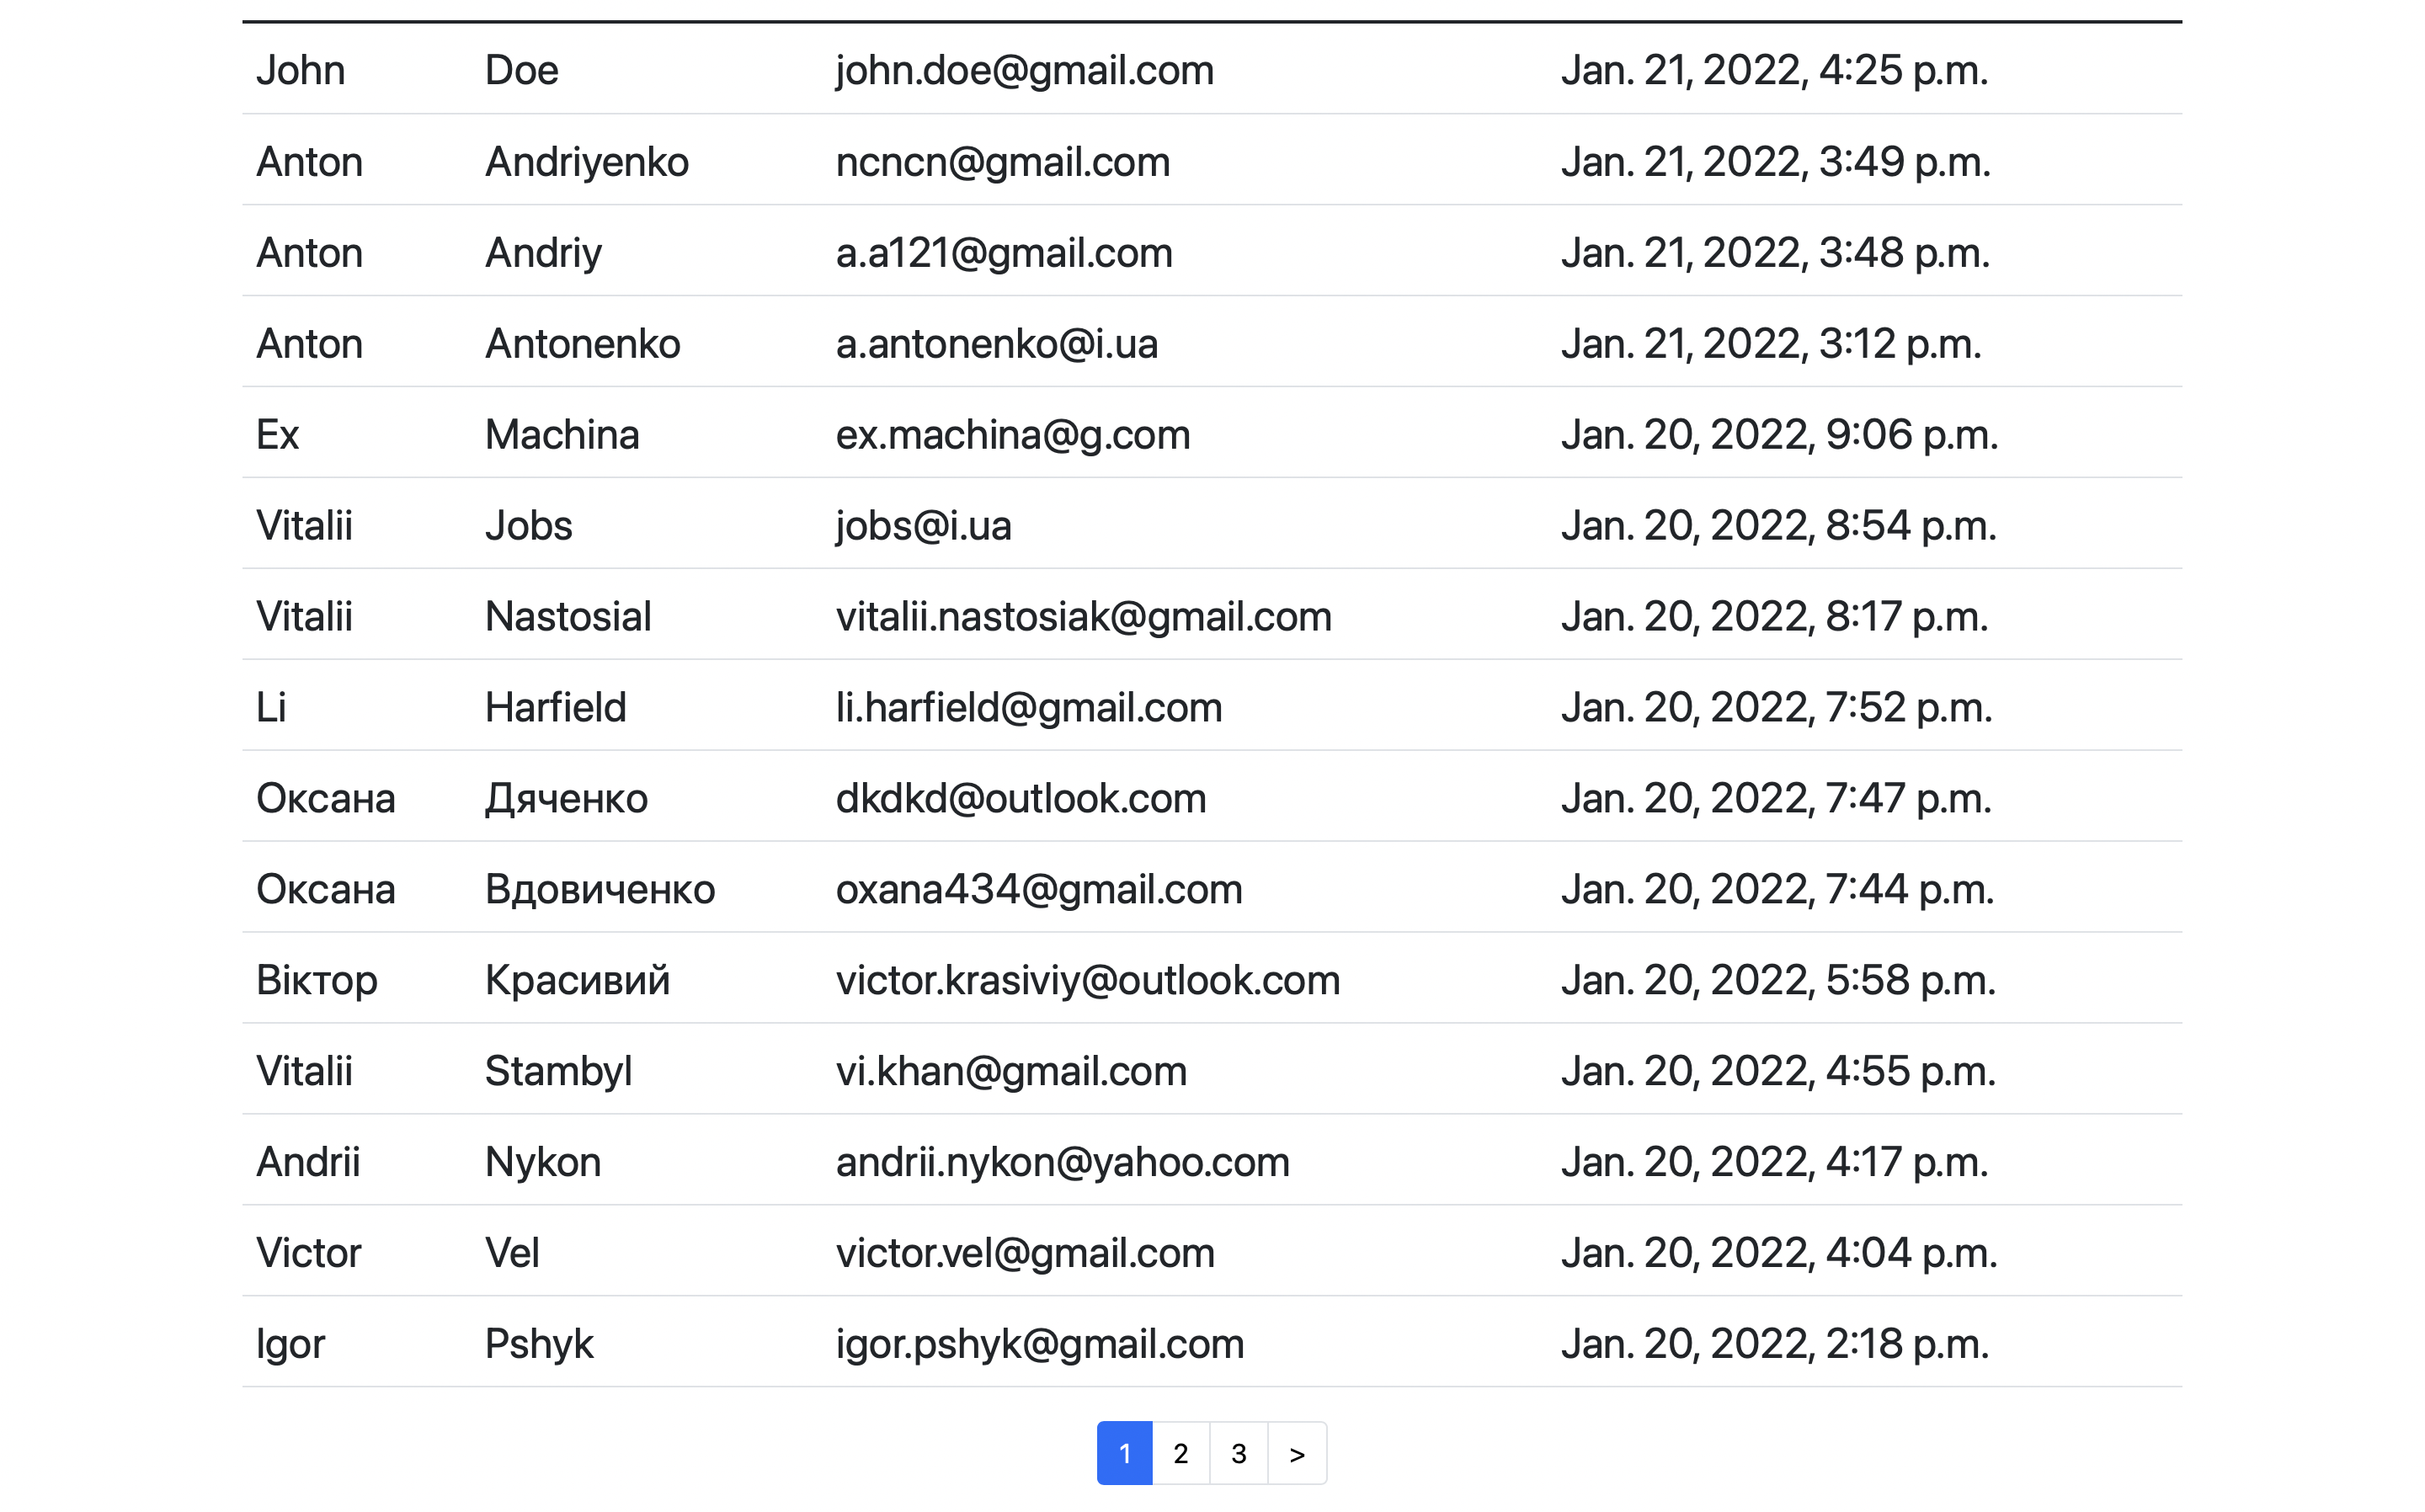 John Doe john.doe@gmail.com Jan. 21, 2022, 4:25 p.m.
Anton Andriyenko ncncn@gmail.com Jan. 21, 2022, 3:49 p.m.
Anton Andriy a.a121@gmail.com Jan. 21, 2022, 3:48 p.m.
Anton Antonenko a.antonenko@i.ua Jan. 21, 2022, 3:12 p.m.
Ex Machina ex.machina@g.com Jan. 20, 2022, 9:06 p.m.
Vitalii Jobs jobs@i.ua Jan. 20, 2022, 8:54 p.m.
Vitalii Nastosial vitalii.nastosiak@gmail.com Jan. 20, 2022, 8:17 p.m.
Li Harfield li.harfield@gmail.com Jan. 20, 2022, 7:52 p.m.
Оксана Дяченко dkdkd@outlook.com Jan. 20, 2022, 7:47 p.m.
Оксана Вдовиченко oxana434@gmail.com Jan. 20, 2022, 7:44 p.m.
Віктор Красивий victor.krasiviy@outlook.com Jan. 20, 2022, 5:58 p.m.
Vitalii Stambyl vi.khan@gmail.com Jan. 20, 2022, 4:55 p.m.
Andrii Nykon andrii.nykon@yahoo.com Jan. 20, 2022, 4:17 p.m.
Victor Vel victor.vel@gmail.com Jan. 20, 2022, 4:04 p.m.
Igor Pshyk igor.pshyk@gmail.com Jan. 20, 2022, 2:18 p.m.
1 2 3 >